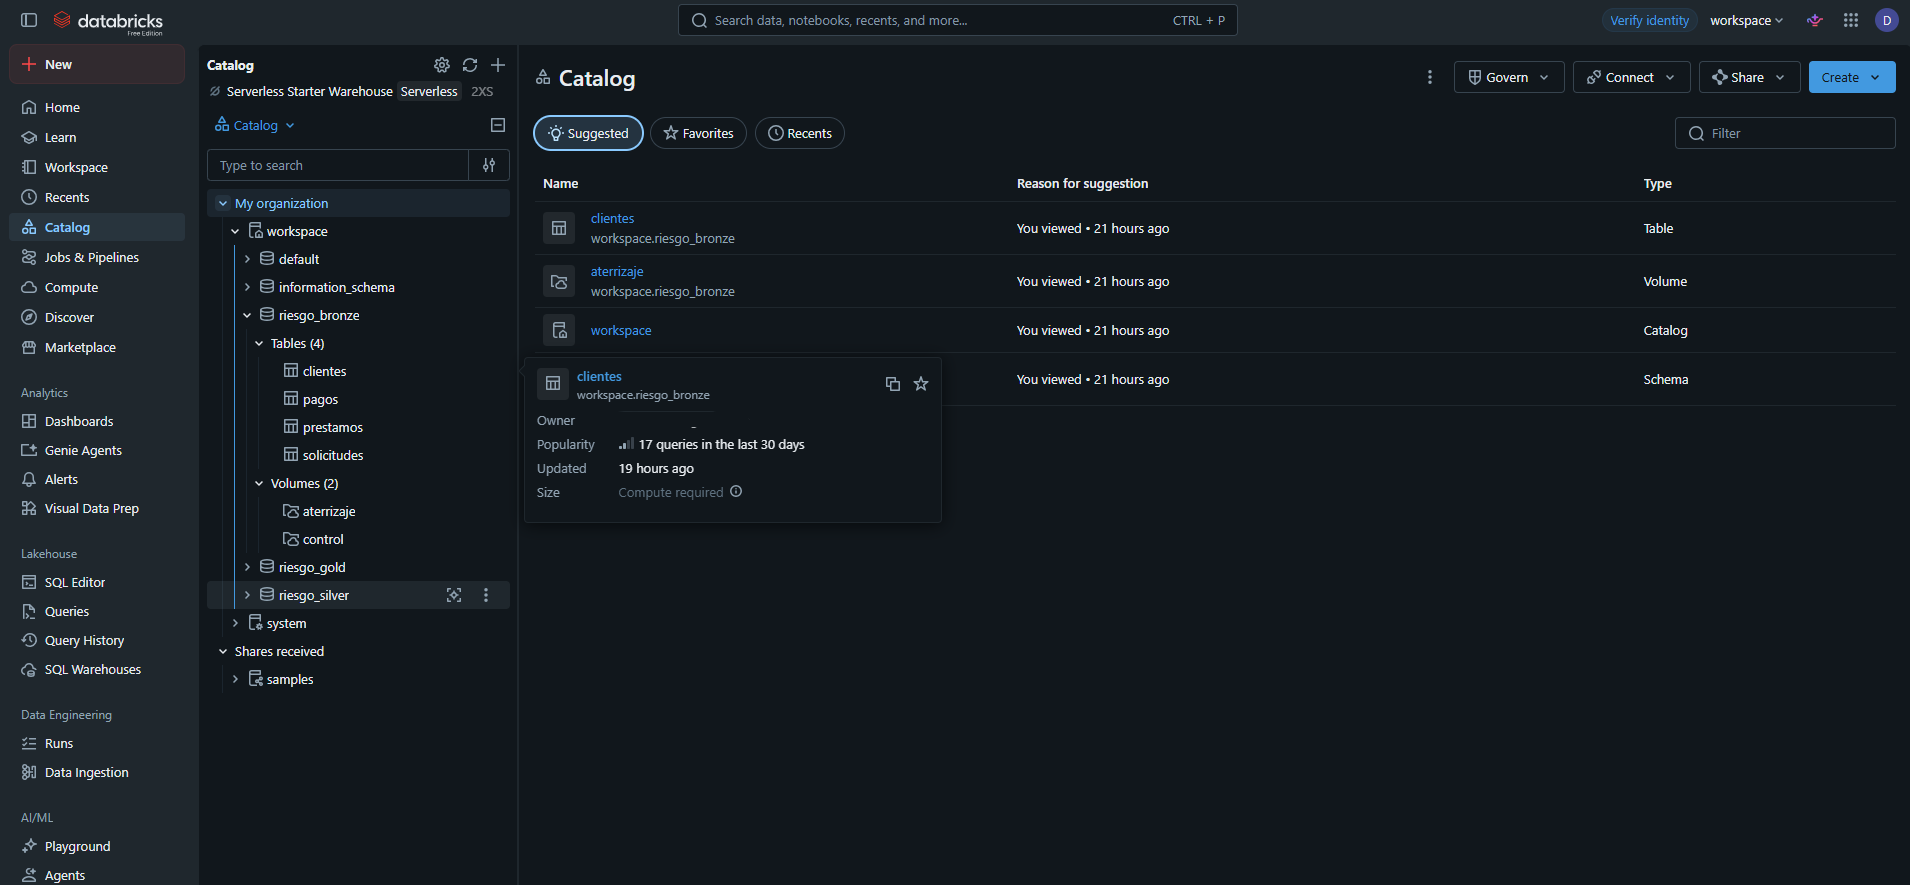 databricks
Free Edition
Search data, notebooks, recents, and more...
CTRL + P
Verify identity
workspace
D
New
Home
Learn
Workspace
Recents
Catalog
Jobs & Pipelines
Compute
Discover
Marketplace
Analytics
Dashboards
Genie Agents
Alerts
Visual Data Prep
Lakehouse
SQL Editor
Queries
Query History
SQL Warehouses
Data Engineering
Runs
Data Ingestion
AI/ML
Playground
Agents
Catalog
Serverless Starter Warehouse Serverless 2XS
Catalog
Type to search
My organization
workspace
default
information_schema
riesgo_bronze
Tables (4)
clientes
pagos
prestamos
solicitudes
Volumes (2)
aterrizaje
control
riesgo_gold
riesgo_silver
system
Shares received
samples
Catalog
Govern
Connect
Share
Create
Suggested
Favorites
Recents
Filter
Name Reason for suggestion Type
clientes
workspace.riesgo_bronze
You viewed • 21 hours ago
Table
aterrizaje
workspace.riesgo_bronze
You viewed • 21 hours ago
Volume
workspace
You viewed • 21 hours ago
Catalog
You viewed • 21 hours ago
Schema
clientes
workspace.riesgo_bronze
Owner
Popularity 17 queries in the last 30 days
Updated 19 hours ago
Size Compute required